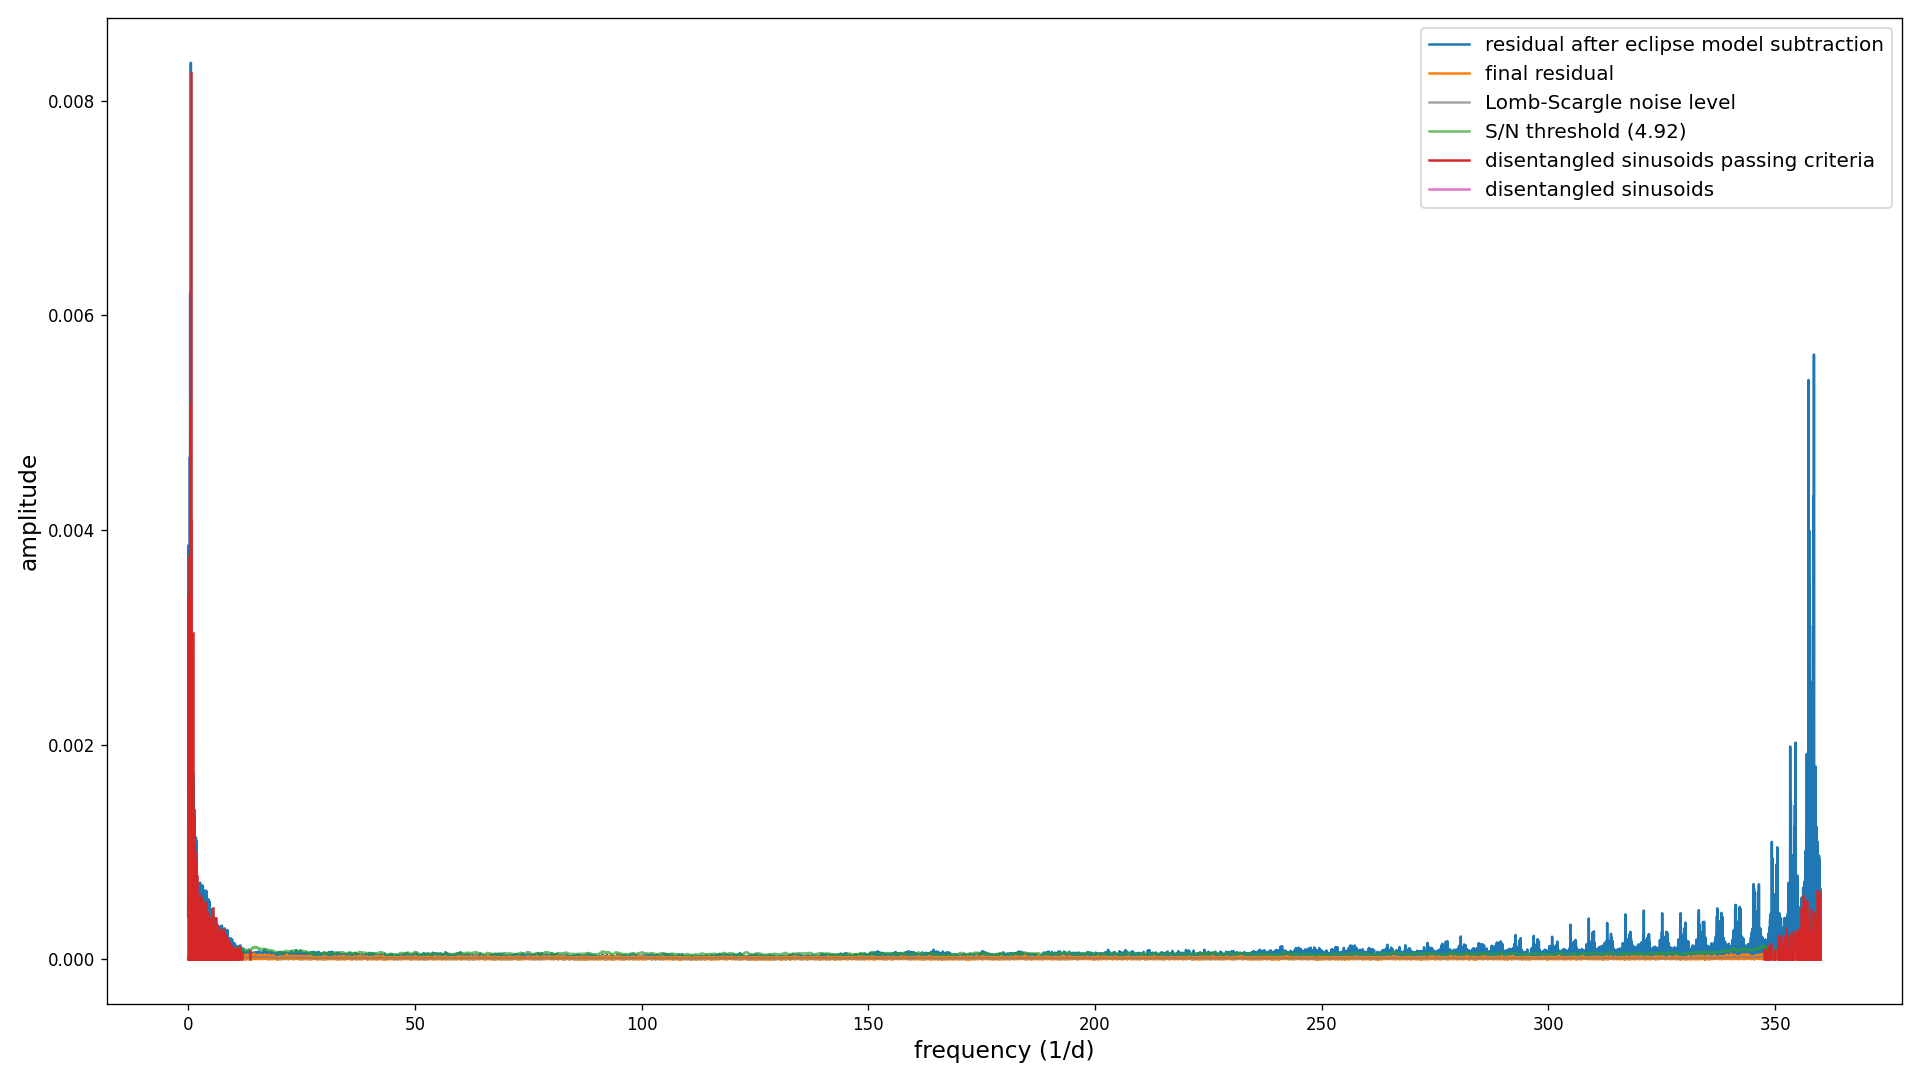 residual after eclipse model subtraction
final residual
Lomb-Scargle noise level
S/N threshold (4.92)
disentangled sinusoids passing criteria
disentangled sinusoids
amplitude
0.008
0.006
0.004
0.002
0.000
0 50 100 150 200 250 300 350
frequency (1/d)